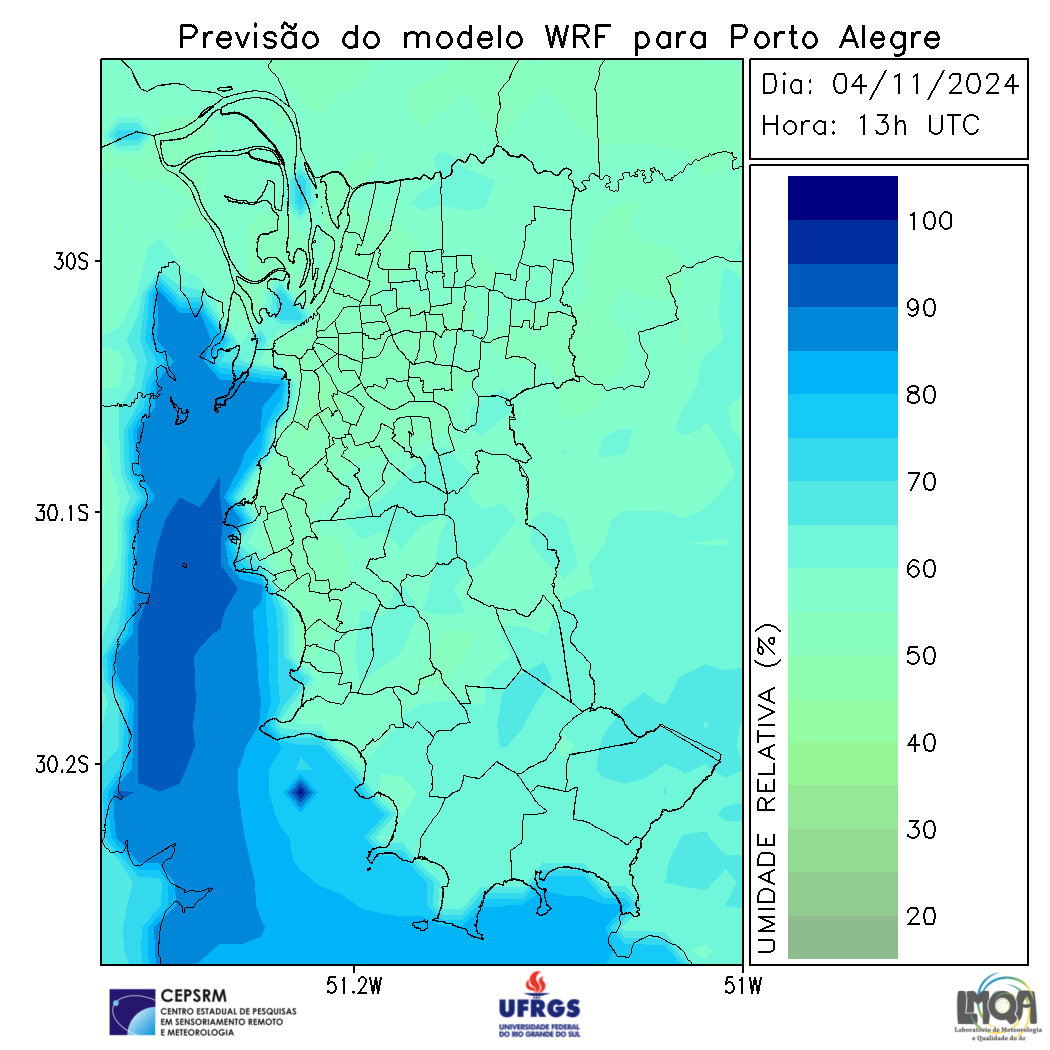 Previsão do modelo WRF para Porto Alegre
Dia: 04/11/2024
Hora: 13h UTC
30S
30.1S
30.2S
51.2W
51W
100
90
80
70
60
50
40
30
20
UMIDADE RELATIVA (%)
CEPSRM
CENTRO ESTADUAL DE PESQUISAS
EM SENSORIAMENTO REMOTO
E METEOROLOGIA
UFRGS
UNIVERSIDADE FEDERAL
DO RIO GRANDE DO SUL
LMQA
Laboratório de Meteorologia
e Qualidade do Ar